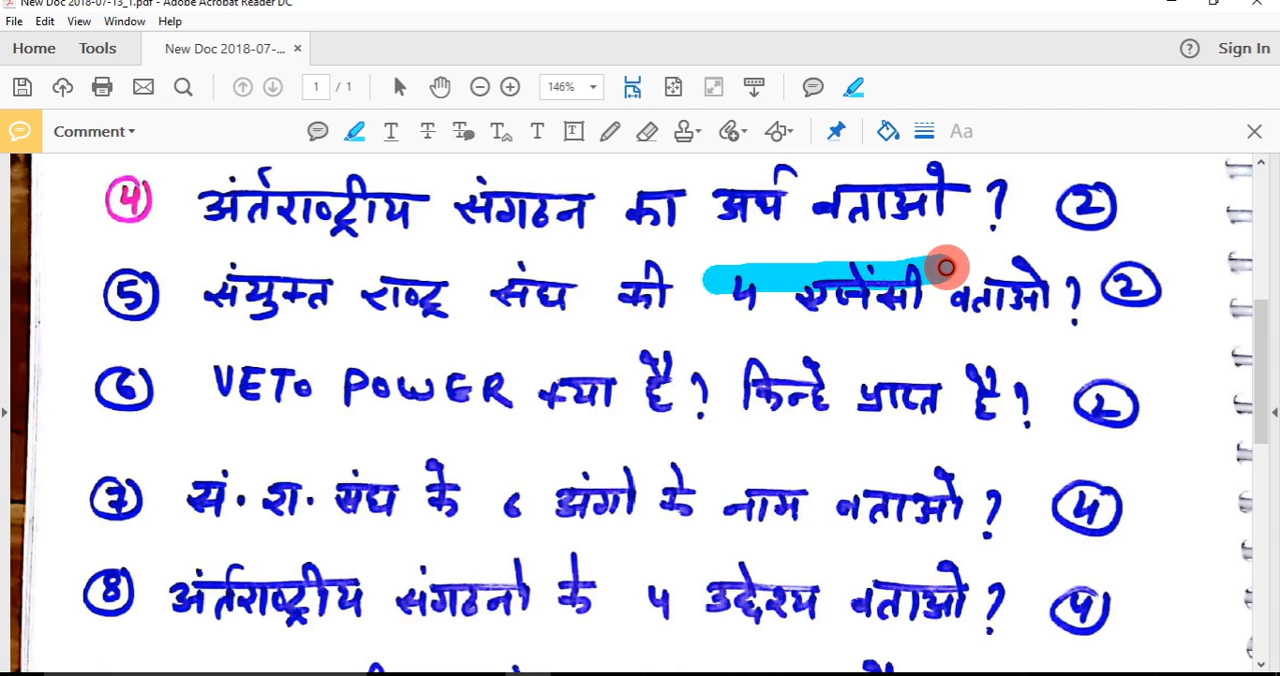 New Doc 2018-07-13_1.pdf - Adobe Acrobat Reader DC
File Edit View Window Help
Home Tools New Doc 2018-07-... × Sign In
1 / 1 146%
Comment Aa
④ अंर्तराष्ट्रीय संगठन का अर्थ बताओ ? ②
⑤ संयुक्त राष्ट्र संघ की 4 एजेंसी बताओ ? ②
⑥ VETO POWER क्या है ? किन्हे प्राप्त है ? ②
⑦ सं. रा. संघ के 6 अंगो के नाम बताओ ? ④
⑧ अंर्तराष्ट्रीय संगठनो के 4 उद्देश्य बताओ ? ④